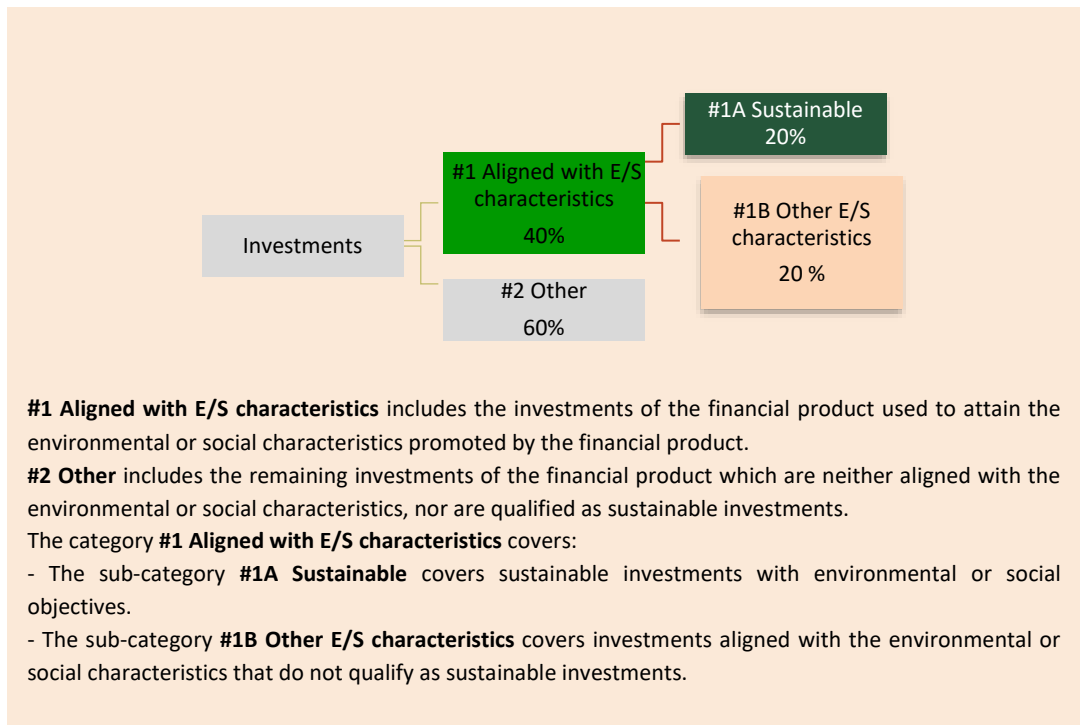 #1A Sustainable
20%
#1 Aligned with E/S
characteristics
40%
#1B Other E/S
characteristics
20 %
Investments
#2 Other
60%
#1 Aligned with E/S characteristics includes the investments of the financial product used to attain the
environmental or social characteristics promoted by the financial product.
#2 Other includes the remaining investments of the financial product which are neither aligned with the
environmental or social characteristics, nor are qualified as sustainable investments.
The category #1 Aligned with E/S characteristics covers:
- The sub-category #1A Sustainable covers sustainable investments with environmental or social
objectives.
- The sub-category #1B Other E/S characteristics covers investments aligned with the environmental or
social characteristics that do not qualify as sustainable investments.